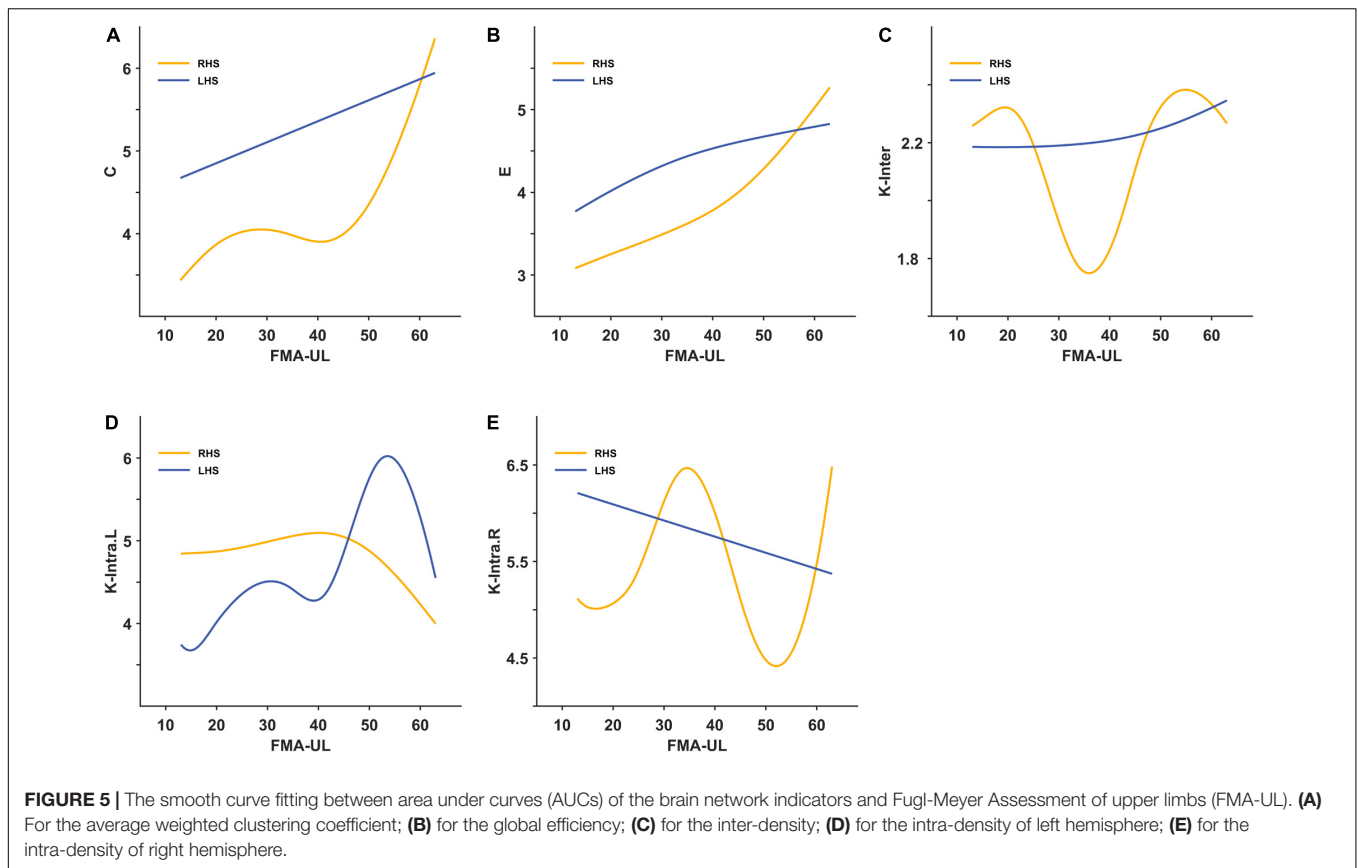 A
RHS
LHS
6
5
4
C
10 20 30 40 50 60
FMA-UL
B
RHS
LHS
5
4
3
E
10 20 30 40 50 60
FMA-UL
C
RHS
LHS
2.2
1.8
K-Inter
10 20 30 40 50 60
FMA-UL
D
RHS
LHS
6
5
4
K-Intra.L
10 20 30 40 50 60
FMA-UL
E
RHS
LHS
6.5
5.5
4.5
K-Intra.R
10 20 30 40 50 60
FMA-UL
FIGURE 5 | The smooth curve fitting between area under curves (AUCs) of the brain network indicators and Fugl-Meyer Assessment of upper limbs (FMA-UL). (A)
For the average weighted clustering coefficient; (B) for the global efficiency; (C) for the inter-density; (D) for the intra-density of left hemisphere; (E) for the
intra-density of right hemisphere.